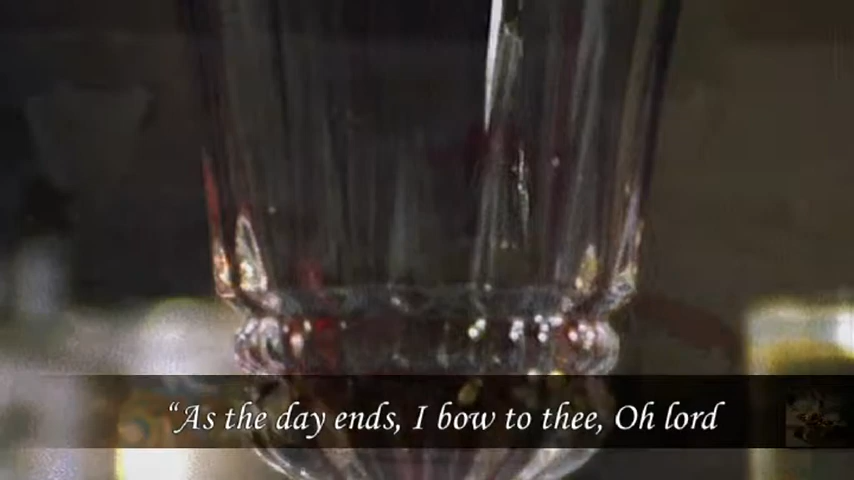 “As the day ends, I bow to thee, Oh lord